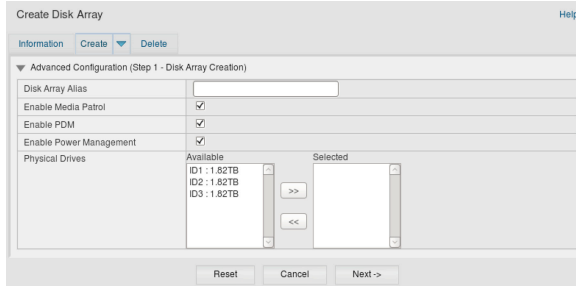 Create Disk Array
Help
Information Create Delete
Advanced Configuration (Step 1 - Disk Array Creation)
Disk Array Alias
Enable Media Patrol
Enable PDM
Enable Power Management
Physical Drives
Available Selected
ID1 : 1.82TB
ID2 : 1.82TB
ID3 : 1.82TB
>>
<<
Reset Cancel Next ->